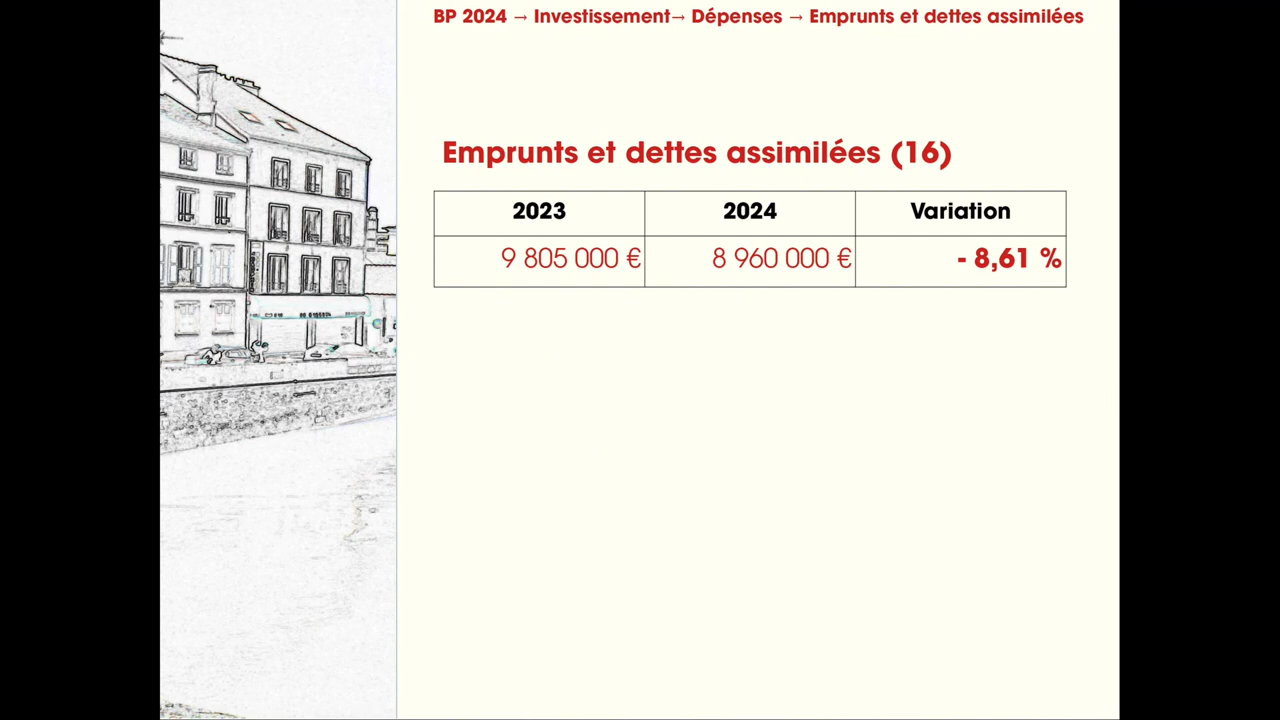 BP 2024 → Investissement→ Dépenses → Emprunts et dettes assimilées
Emprunts et dettes assimilées (16)
2023 2024 Variation
9 805 000 € 8 960 000 € - 8,61 %